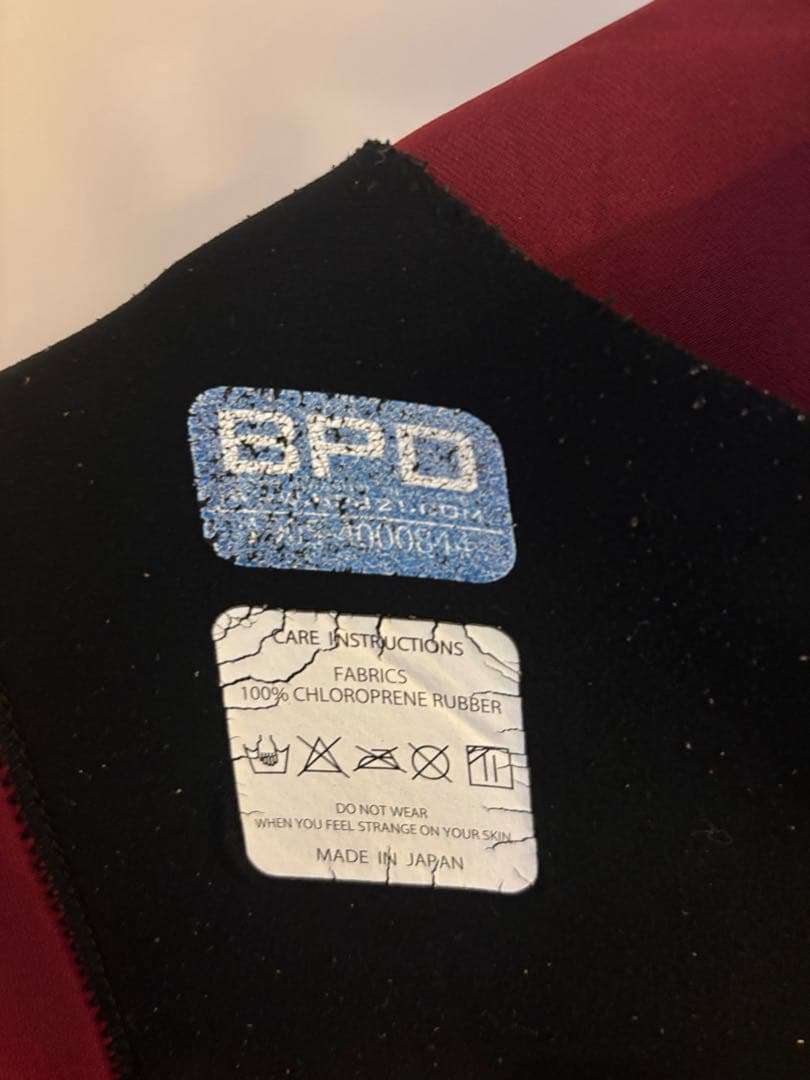 BPD
4000844
CARE INSTRUCTIONS
FABRICS
100% CHLOROPRENE RUBBER
DO NOT WEAR
WHEN YOU FEEL STRANGE ON YOUR SKIN
MADE IN JAPAN